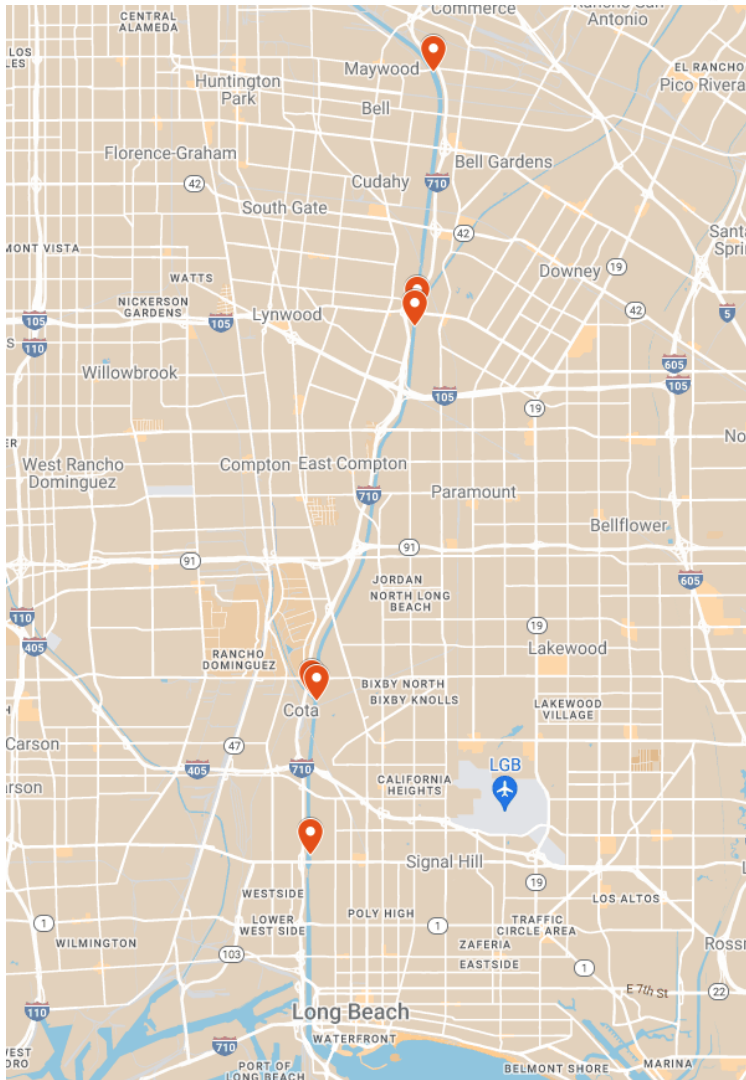 Commerce
CENTRAL
ALAMEDA
Antonio
LOS
Maywood
EL RANCHO
Huntington
Park
Pico Rivera
Bell
Florence-Graham
Bell Gardens
42
Cudahy
710
South Gate
42
MONT VISTA
Downey
19
WATTS
NICKERSON
GARDENS
105
105
Lynwood
42
5
110
Willowbrook
605
105
105
19
No
West Rancho
Dominguez
Compton
East Compton
710
Paramount
Bellflower
91
91
605
JORDAN
NORTH LONG
BEACH
110
405
19
Lakewood
RANCHO
DOMINGUEZ
BIXBY NORTH
BIXBY KNOLLS
Cota
LAKEWOOD
VILLAGE
Carson
47
405
710
LGB
CALIFORNIA
HEIGHTS
arson
Signal Hill
19
WESTSIDE
LOS ALTOS
LOWER
WEST SIDE
POLY HIGH
1
1
TRAFFIC
CIRCLE AREA
WILMINGTON
103
ZAFERIA
EASTSIDE
1
Rossm
E 7th St
22
110
Long Beach
WATERFRONT
710
WEST
PORT OF
LONG BEACH
BELMONT SHORE
MARINA